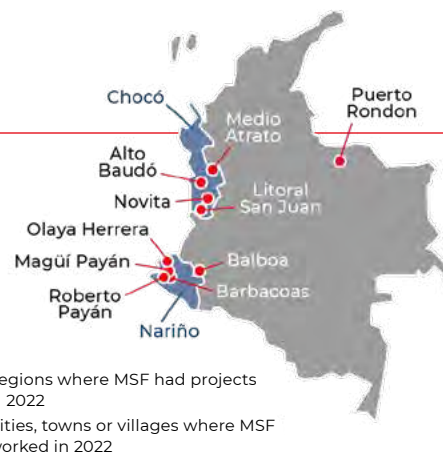 Chocó
Medio
Atrato
Puerto
Rondon
Alto
Baudó
Novita
Litoral
San Juan
Olaya Herrera
Magüí Payán
Balboa
Roberto
Payán
Barbacoas
Nariño
egions where MSF had projects
2022
ities, towns or villages where MSF
worked in 2022